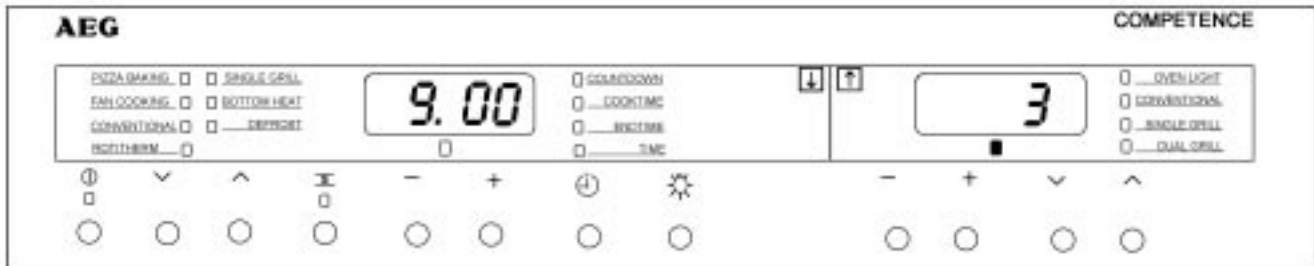 AEG
COMPETENCE
PIZZA BAKING
SINGLE GRILL
FAN COOKING
BOTTOM HEAT
CONVENTIONAL
DEFROST
ROTITHERM
9.00
COUNTDOWN
COOKTIME
ENDTIME
TIME
3
OVEN LIGHT
CONVENTIONAL
SINGLE GRILL
DUAL GRILL
− +
− +